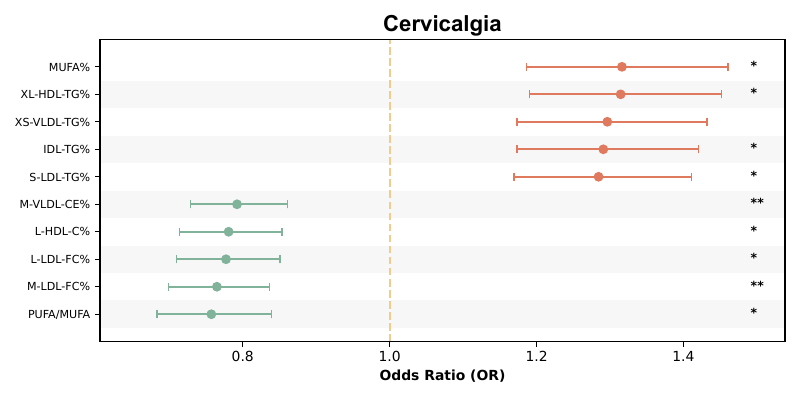 Cervicalgia
MUFA% *
XL-HDL-TG% *
XS-VLDL-TG%
IDL-TG% *
S-LDL-TG% *
M-VLDL-CE% **
L-HDL-C% *
L-LDL-FC% *
M-LDL-FC% **
PUFA/MUFA *
0.8 1.0 1.2 1.4
Odds Ratio (OR)